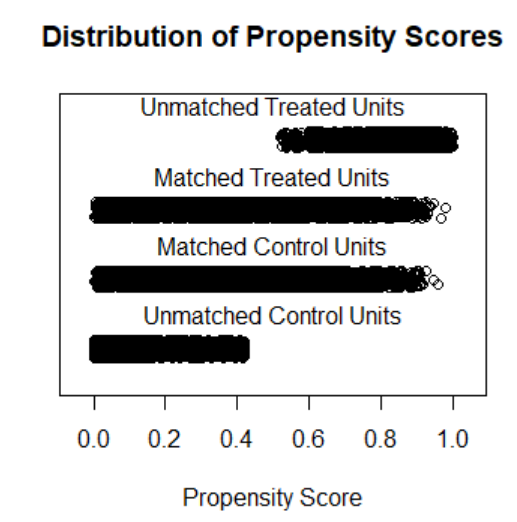 Distribution of Propensity Scores
Unmatched Treated Units
Matched Treated Units
Matched Control Units
Unmatched Control Units
0.0 0.2 0.4 0.6 0.8 1.0
Propensity Score